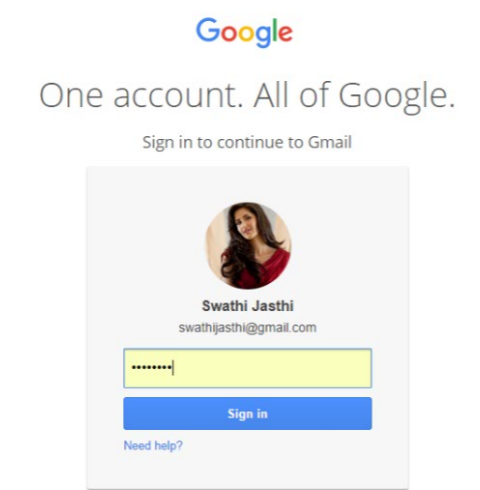 Google
One account. All of Google.
Sign in to continue to Gmail
Swathi Jasthi
swathijasthi@gmail.com
••••••••
Sign in
Need help?